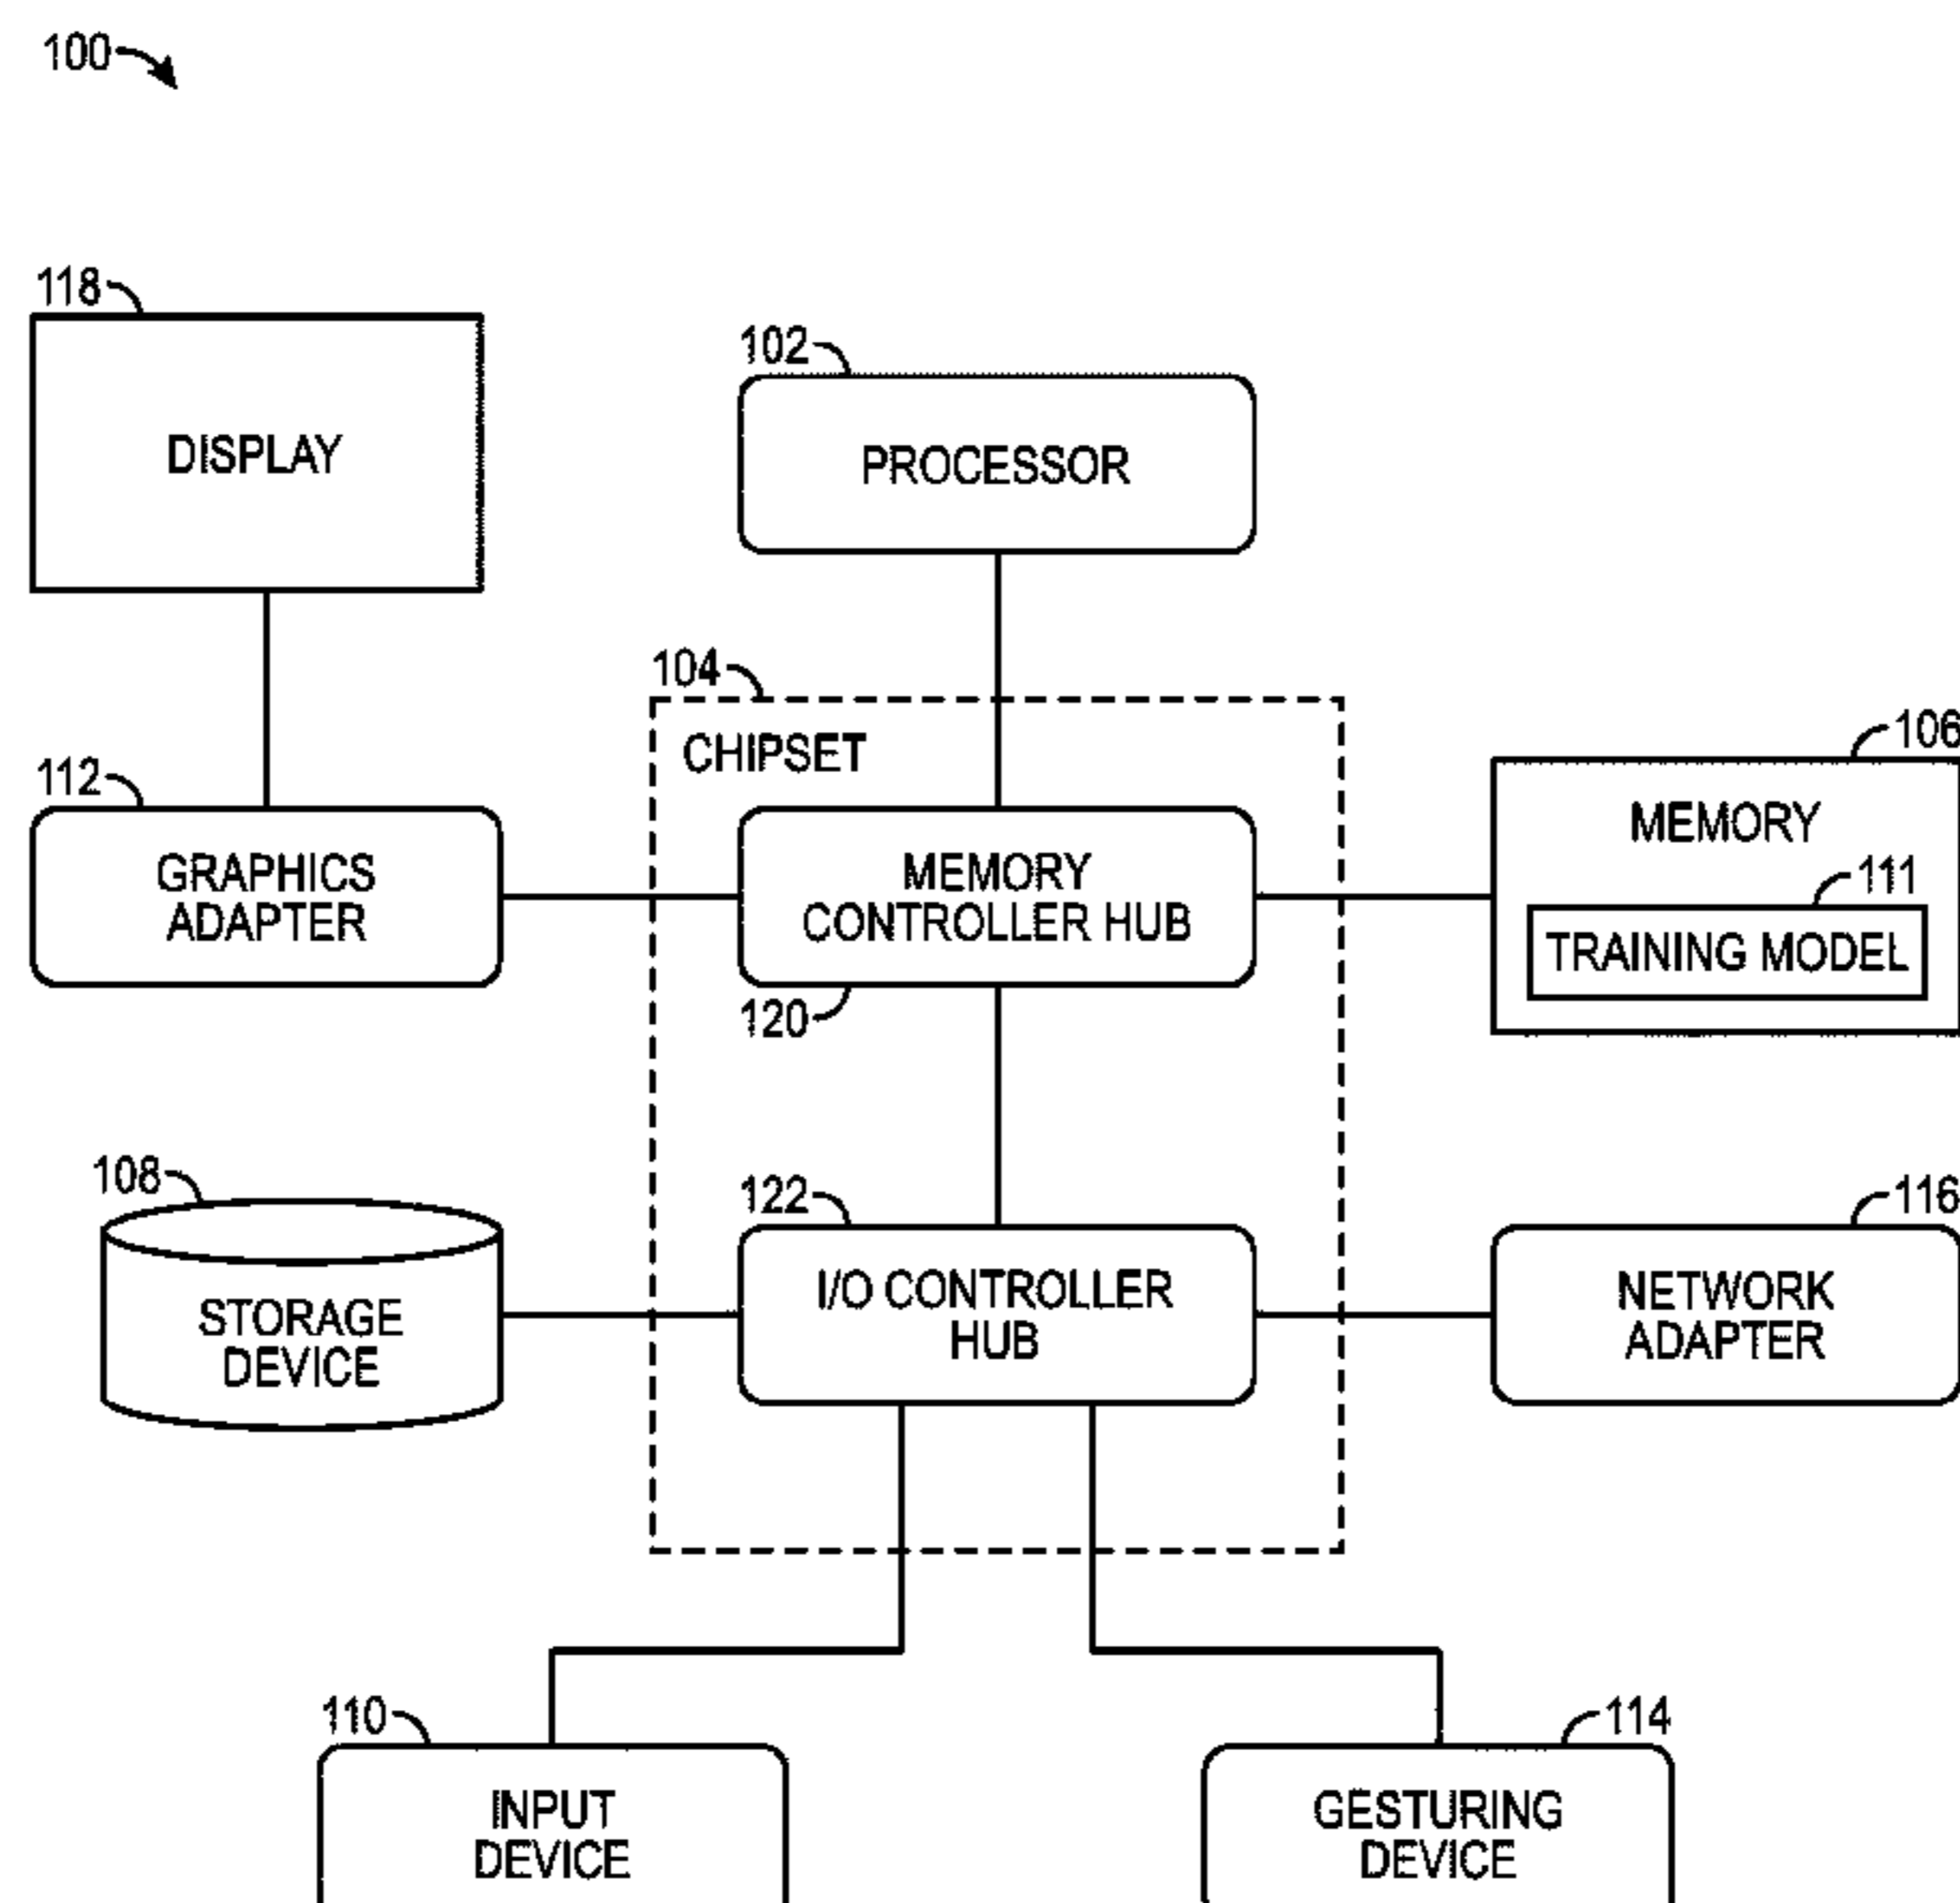 100
118
DISPLAY
102
PROCESSOR
104
CHIPSET
112
GRAPHICS
ADAPTER
MEMORY
CONTROLLER HUB
120
106
MEMORY
111
TRAINING MODEL
108
STORAGE
DEVICE
122
I/O CONTROLLER
HUB
116
NETWORK
ADAPTER
110
INPUT
DEVICE
114
GESTURING
DEVICE